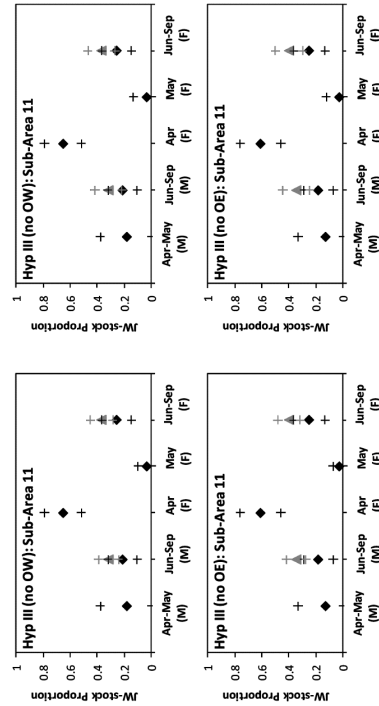 Hyp III (no OW): Sub-Area 11
JW-stock Proportion
1
0.8
0.6
0.4
0.2
0
Apr-May (M)
Jun-Sep (M)
Apr (F)
May (F)
Jun-Sep (F)
Hyp III (no OW): Sub-Area 11
JW-stock Proportion
1
0.8
0.6
0.4
0.2
0
Apr-May (M)
Jun-Sep (M)
Apr (F)
May (F)
Jun-Sep (F)
Hyp III (no OE): Sub-Area 11
JW-stock Proportion
1
0.8
0.6
0.4
0.2
0
Apr-May (M)
Jun-Sep (M)
Apr (F)
May (F)
Jun-Sep (F)
Hyp III (no OE): Sub-Area 11
JW-stock Proportion
1
0.8
0.6
0.4
0.2
0
Apr-May (M)
Jun-Sep (M)
Apr (F)
May (F)
Jun-Sep (F)